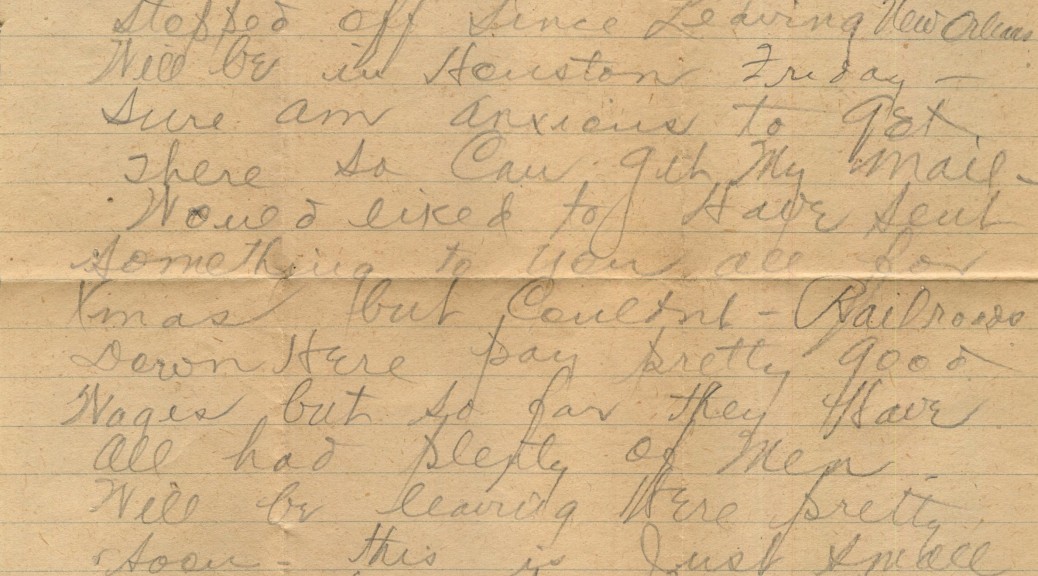 Stopped off Since Leaving New Orleans
Will be in Houston Friday —
Sure am anxious to get
There So Can get My Mail —
Would liked to Have Sent
Something to you all for
Xmas but Couldnt — Railroads
Down Here pay pretty good
Wages but so far they Have
All had plenty of Men
Will be leaving Here pretty
Soon — this is Just Small